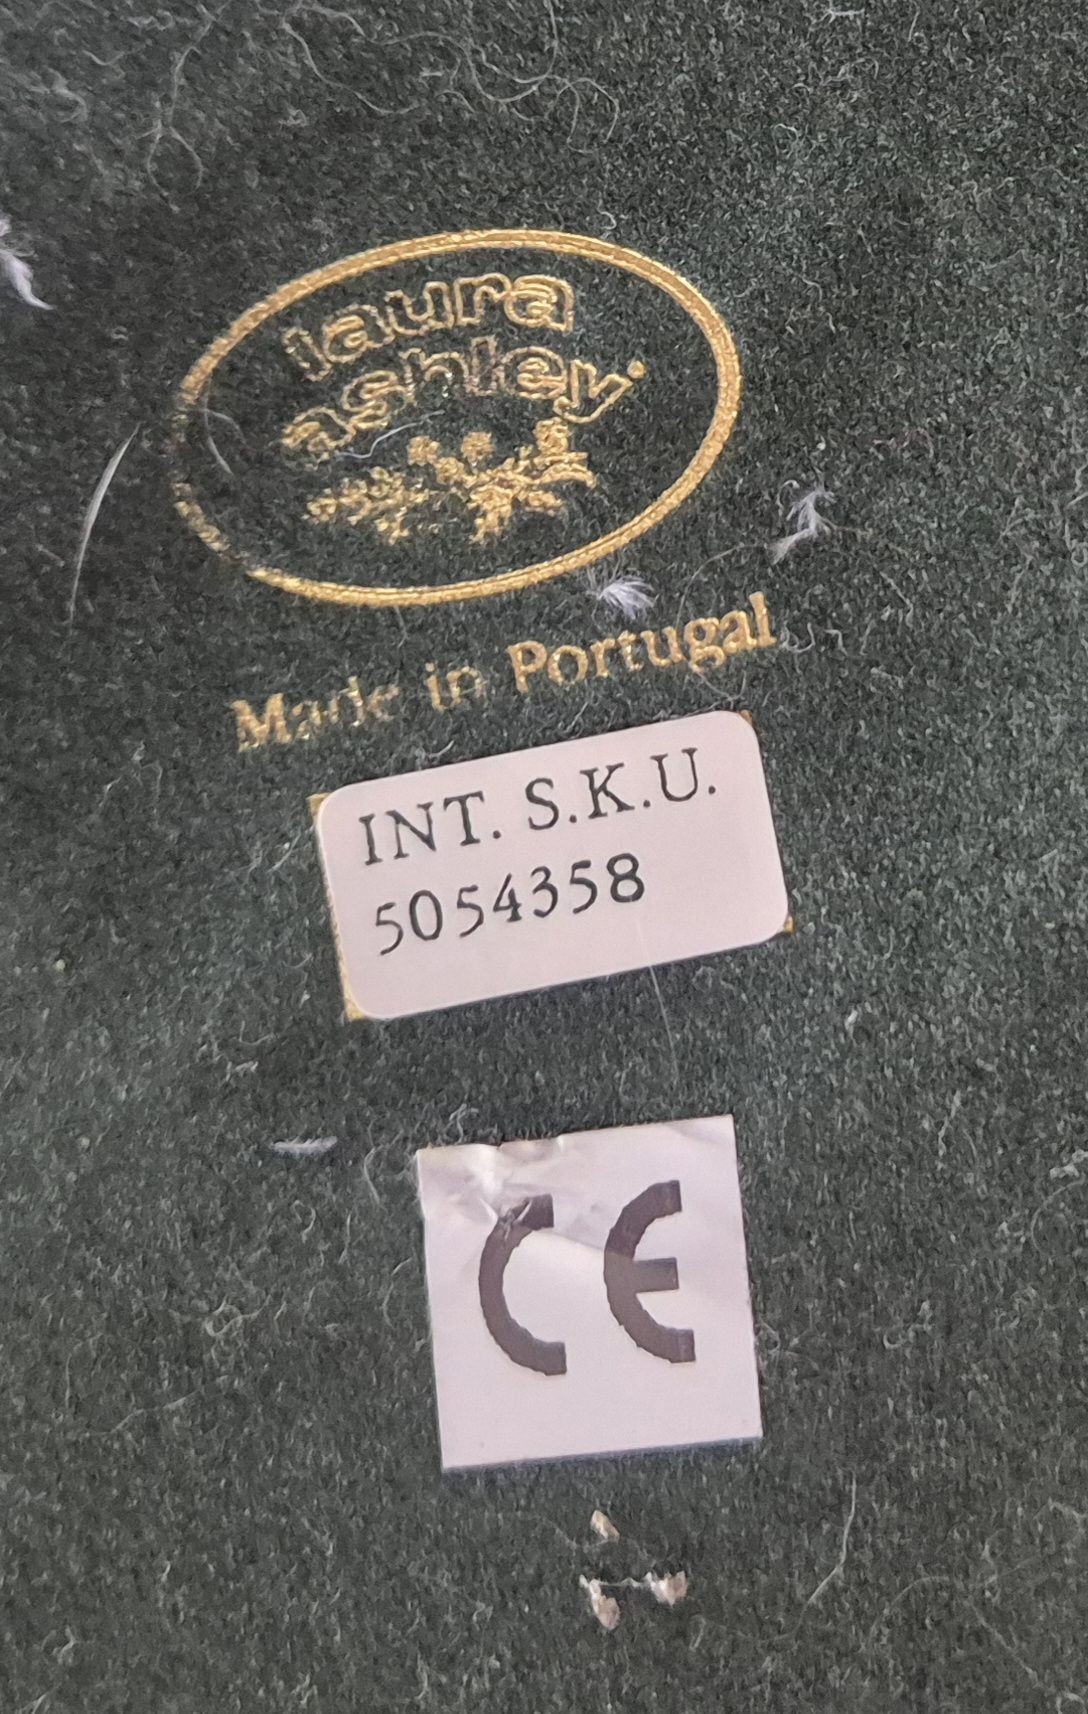 laura
ashley
Made in Portugal
INT. S.K.U.
5054358
CE